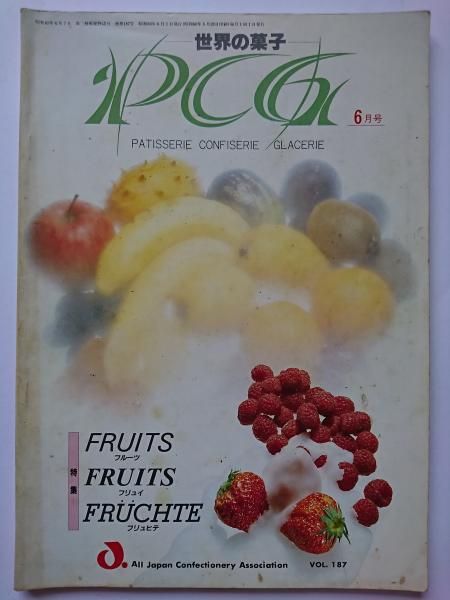 世界の菓子
PCG
6月号
PATISSERIE CONFISERIE GLACERIE
特集
FRUITS
フルーツ
FRUITS
フリュイ
FRÜCHTE
フリュヒテ
All Japan Confectionery Association
VOL. 187